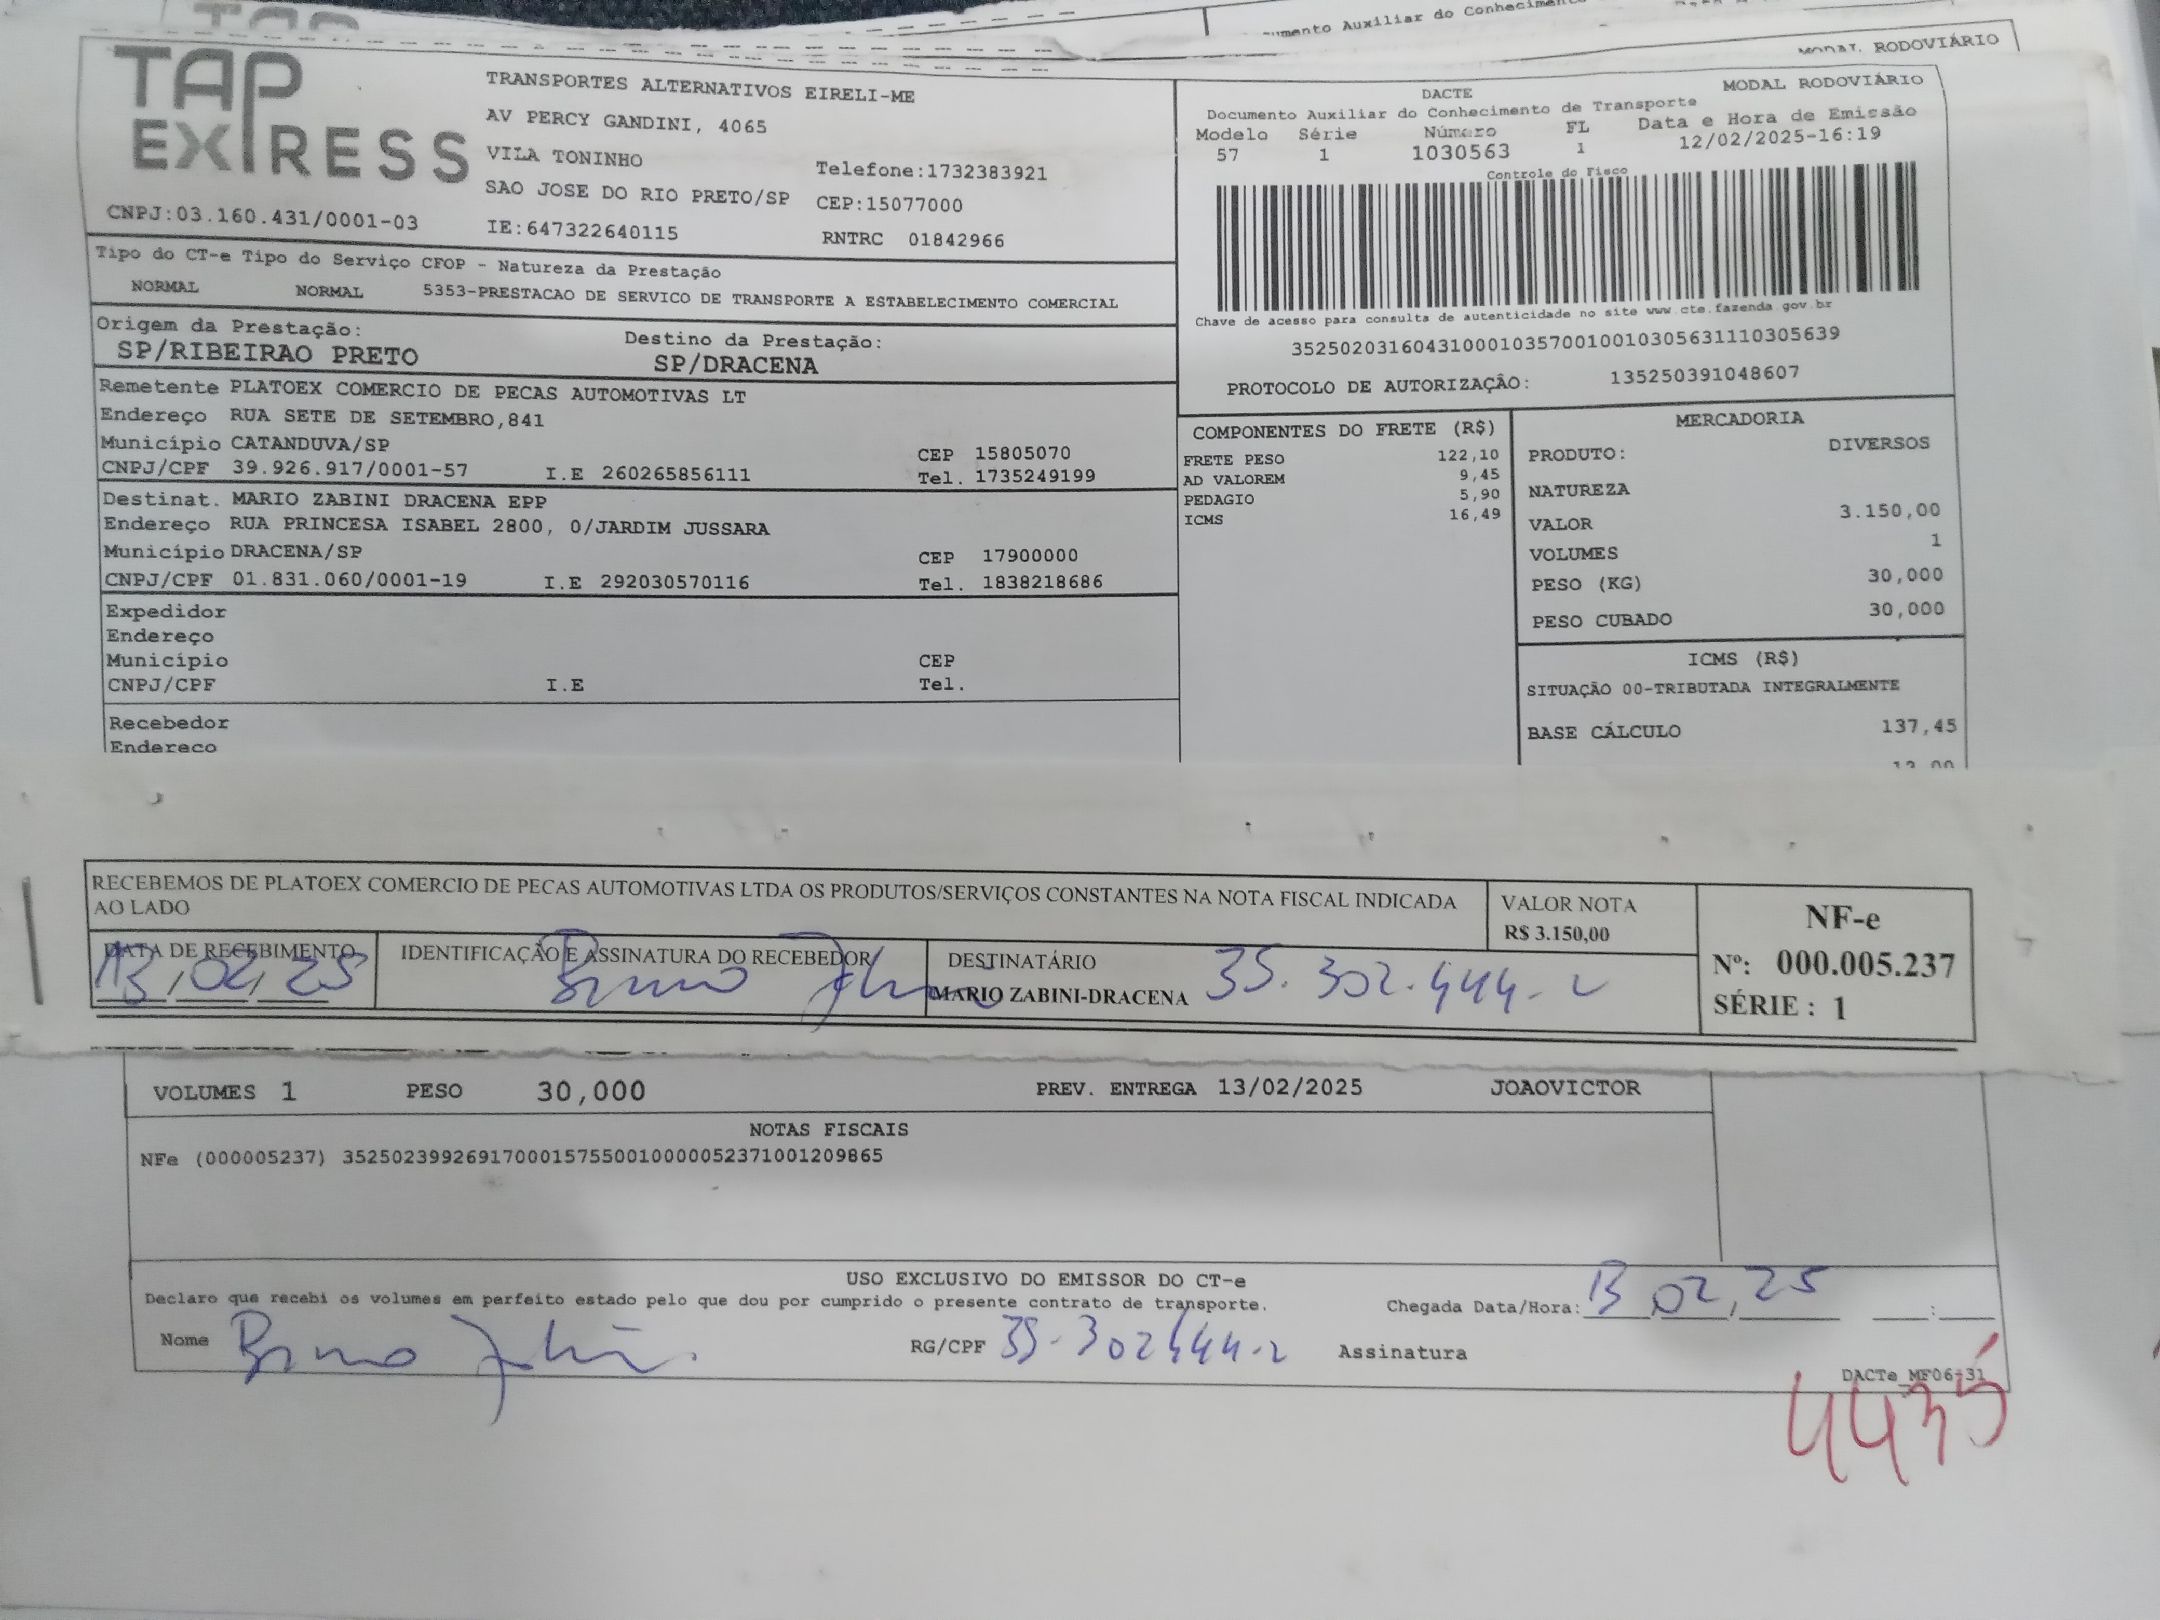 umento Auxiliar do Conhecimen
MODAL RODOVIÁRIO
TAP EXPRESS
TRANSPORTES ALTERNATIVOS EIRELI-ME
AV PERCY GANDINI, 4065
VILA TONINHO
Telefone:1732383921
SAO JOSE DO RIO PRETO/SP CEP:15077000
CNPJ:03.160.431/0001-03 IE:647322640115 RNTRC 01842966
MODAL RODOVIÁRIO
DACTE
Documento Auxiliar do Conhecimento de Transporte
Modelo Série Número FL Data e Hora de Emissão
57 1 1030563 1 12/02/2025-16:19
Controle do Fisco
Chave de acesso para consulta de autenticidade no site www.cte.fazenda gov.br
35250203160431000103570010010305631110305639
PROTOCOLO DE AUTORIZAÇÃO: 135250391048607
Tipo do CT-e Tipo do Serviço CFOP - Natureza da Prestação
NORMAL NORMAL 5353-PRESTACAO DE SERVICO DE TRANSPORTE A ESTABELECIMENTO COMERCIAL
Origem da Prestação: Destino da Prestação:
SP/RIBEIRAO PRETO SP/DRACENA
Remetente PLATOEX COMERCIO DE PECAS AUTOMOTIVAS LT
Endereço RUA SETE DE SETEMBRO,841
Município CATANDUVA/SP CEP 15805070
CNPJ/CPF 39.926.917/0001-57 I.E 260265856111 Tel. 1735249199
Destinat. MARIO ZABINI DRACENA EPP
Endereço RUA PRINCESA ISABEL 2800, 0/JARDIM JUSSARA
Município DRACENA/SP CEP 17900000
CNPJ/CPF 01.831.060/0001-19 I.E 292030570116 Tel. 1838218686
Expedidor
Endereço
Município CEP
CNPJ/CPF I.E Tel.
Recebedor
Endereço
COMPONENTES DO FRETE (R$)
FRETE PESO 122,10
AD VALOREM 9,45
PEDAGIO 5,90
ICMS 16,49
MERCADORIA
PRODUTO: DIVERSOS
NATUREZA
VALOR 3.150,00
VOLUMES 1
PESO (KG) 30,000
PESO CUBADO 30,000
ICMS (R$)
SITUAÇÃO 00-TRIBUTADA INTEGRALMENTE
BASE CÁLCULO 137,45
12,00
RECEBEMOS DE PLATOEX COMERCIO DE PECAS AUTOMOTIVAS LTDA OS PRODUTOS/SERVIÇOS CONSTANTES NA NOTA FISCAL INDICADA
AO LADO
VALOR NOTA
R$ 3.150,00
DATA DE RECEBIMENTO
13/02/25
IDENTIFICAÇÃO E ASSINATURA DO RECEBEDOR
Bruno
DESTINATÁRIO
MARIO ZABINI-DRACENA
35.302.444-2
NF-e
Nº: 000.005.237
SÉRIE : 1
VOLUMES 1 PESO 30,000 PREV. ENTREGA 13/02/2025 JOAOVICTOR
NOTAS FISCAIS
NFe (000005237) 35250239926917000157550010000052371001209865
USO EXCLUSIVO DO EMISSOR DO CT-e
Declaro que recebi os volumes em perfeito estado pelo que dou por cumprido o presente contrato de transporte.
Chegada Data/Hora: 13 02, 25 :
Nome Bruno RG/CPF 35-302444-2 Assinatura
DACTe_MF06-31
4435